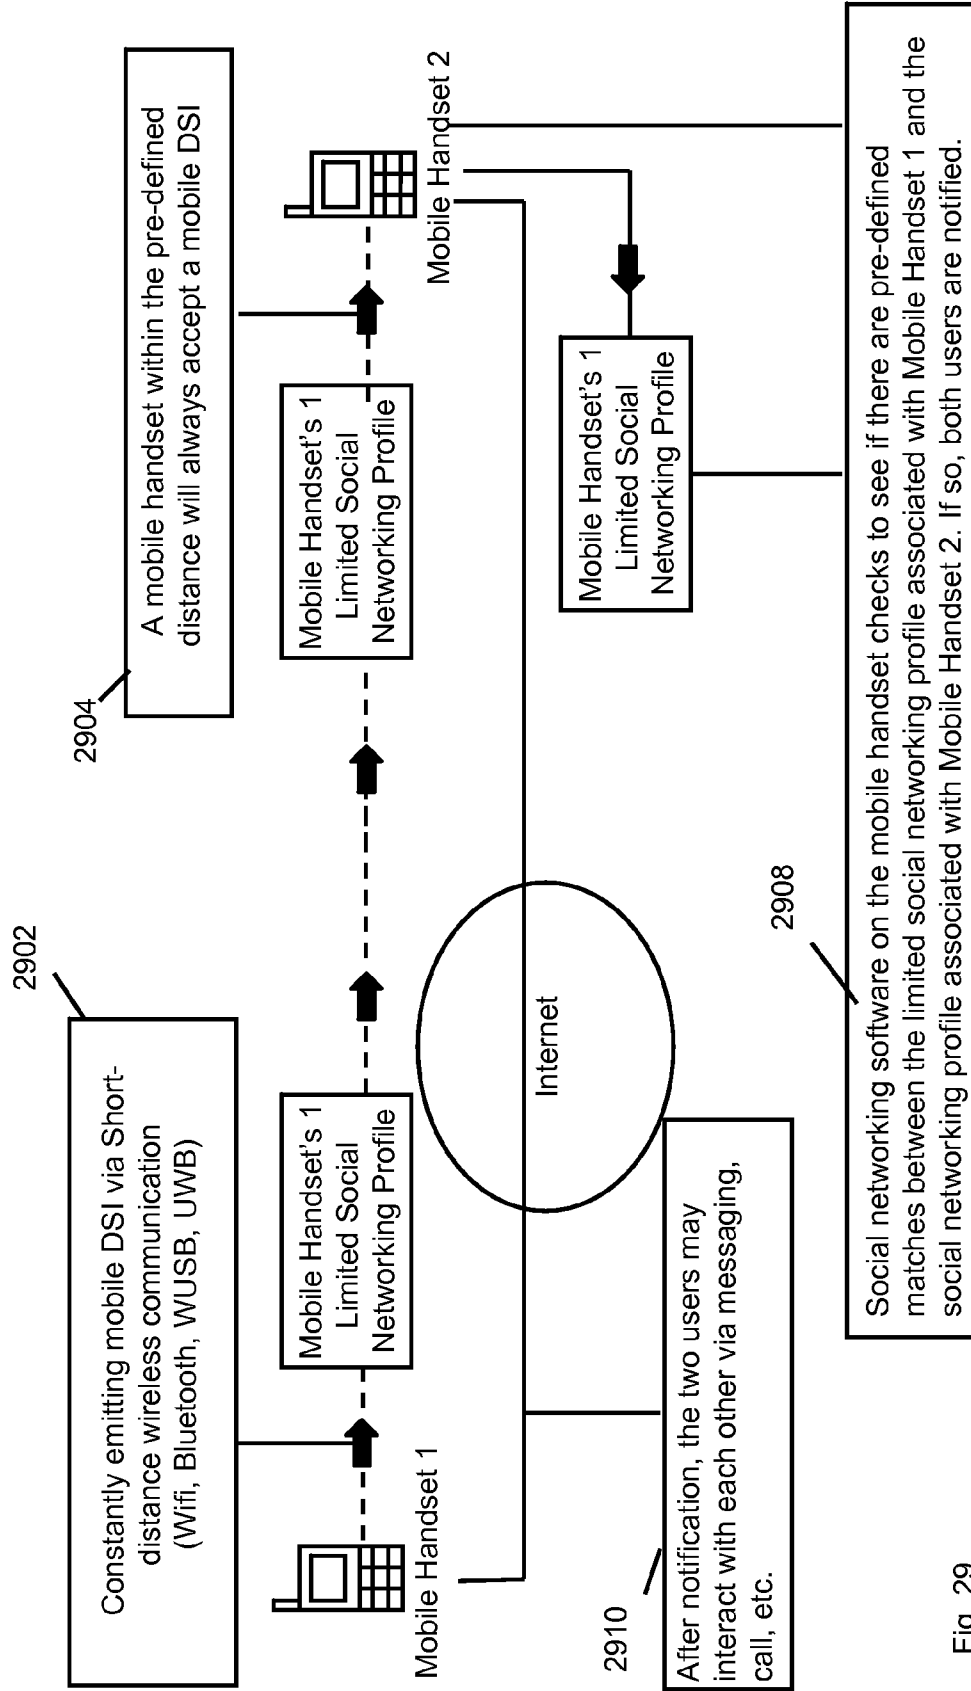 2902
Constantly emitting mobile DSI via Short-
distance wireless communication
(Wifi, Bluetooth, WUSB, UWB)
2904
A mobile handset within the pre-defined
distance will always accept a mobile DSI
Mobile Handset 1
Mobile Handset's 1
Limited Social
Networking Profile
Mobile Handset's 1
Limited Social
Networking Profile
Mobile Handset 2
Internet
Mobile Handset's 1
Limited Social
Networking Profile
2910
After notification, the two users may
interact with each other via messaging,
call, etc.
2908
Social networking software on the mobile handset checks to see if there are pre-defined
matches between the limited social networking profile associated with Mobile Handset 1 and the
social networking profile associated with Mobile Handset 2. If so, both users are notified.
Fig. 29